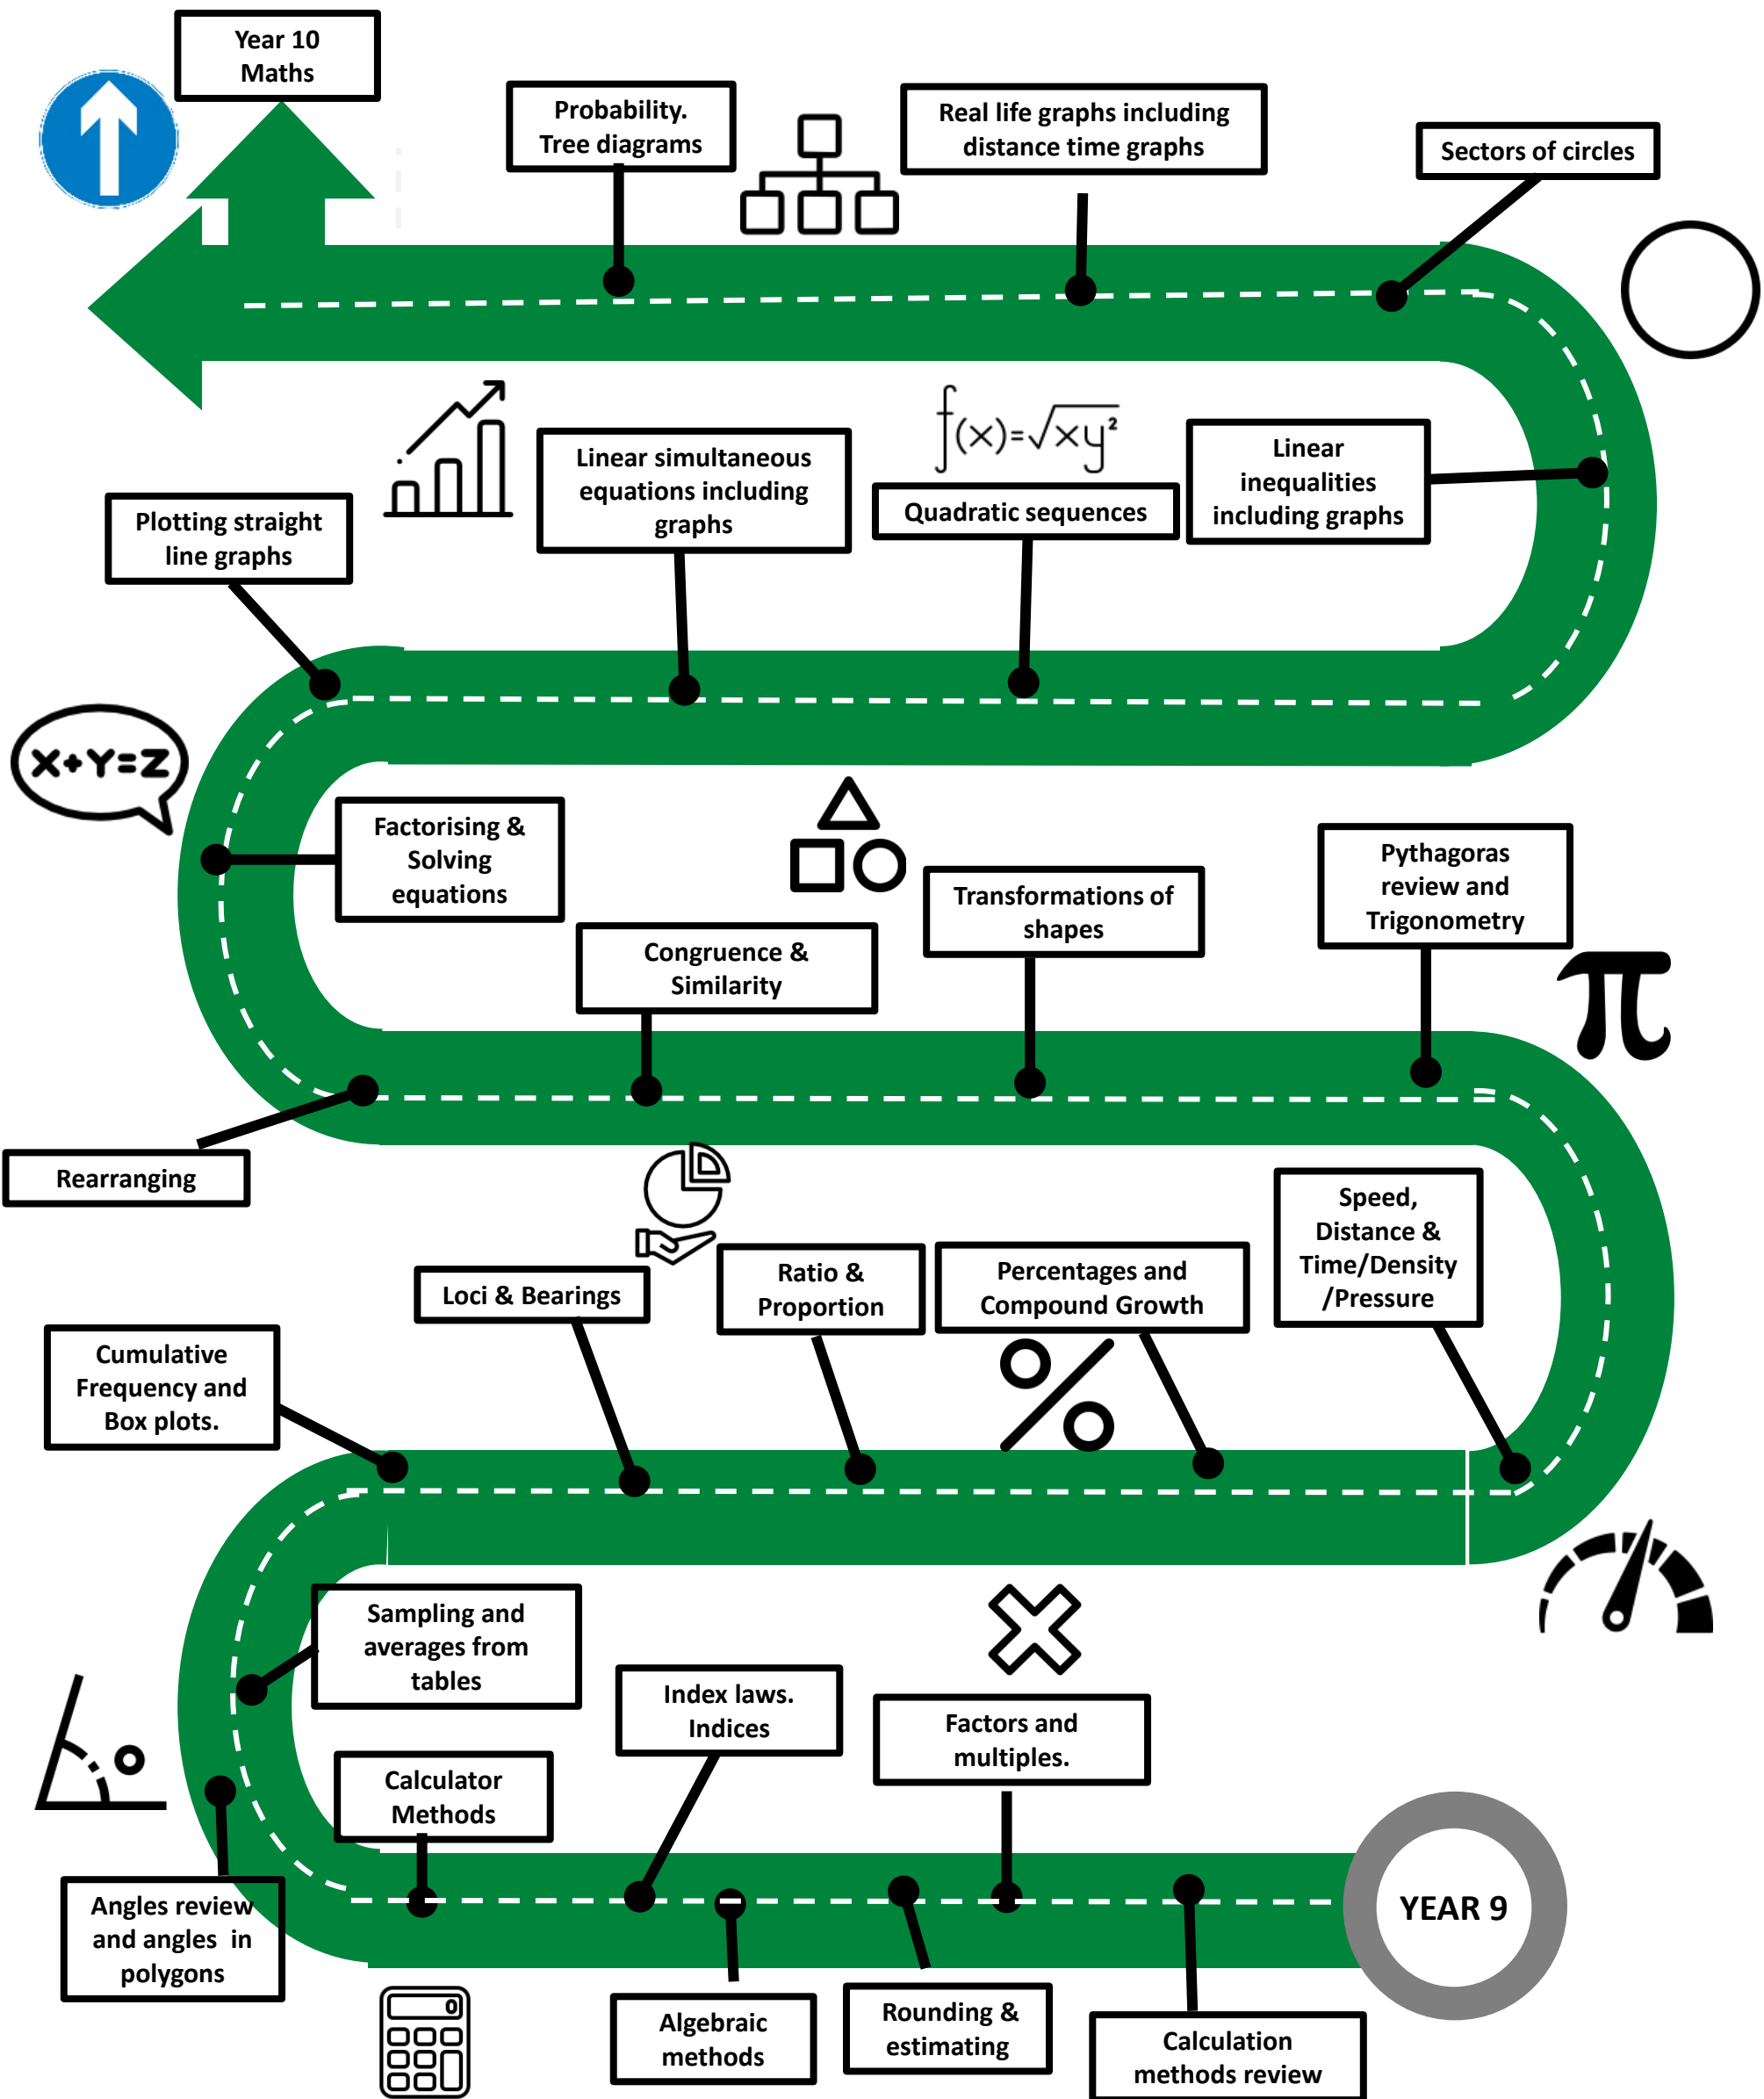 Year 10
Maths
Probability.
Tree diagrams
Real life graphs including
distance time graphs
Sectors of circles
Plotting straight
line graphs
Linear simultaneous
equations including
graphs
f(x)=√xy²
Quadratic sequences
Linear
inequalities
including graphs
X+Y=Z
Factorising &
Solving
equations
Congruence &
Similarity
Transformations of
shapes
Pythagoras
review and
Trigonometry
π
Rearranging
Loci & Bearings
Ratio &
Proportion
Percentages and
Compound Growth
Speed,
Distance &
Time/Density
/Pressure
Cumulative
Frequency and
Box plots.
%
Sampling and
averages from
tables
Index laws.
Indices
Factors and
multiples.
Calculator
Methods
Angles review
and angles  in
polygons
YEAR 9
0
Algebraic
methods
Rounding &
estimating
Calculation
methods review